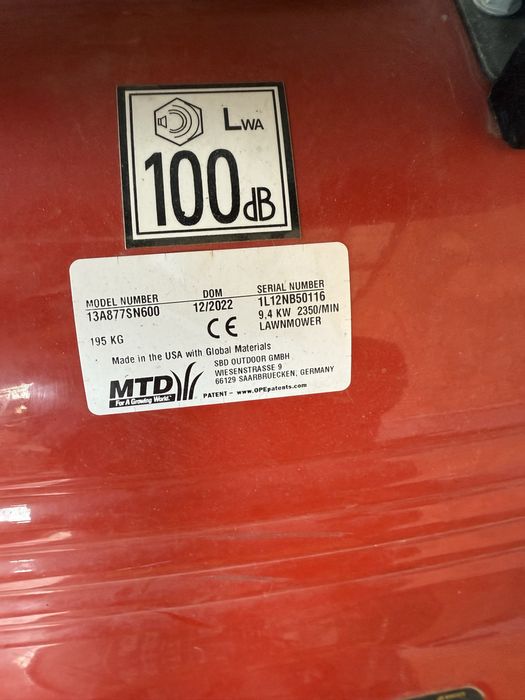 LWA
100dB
MODEL NUMBER DOM SERIAL NUMBER
13A877SN600 12/2022 1L12NB50116
195 KG CE 9,4 KW 2350/MIN
LAWNMOWER
Made in the USA with Global Materials
SBD OUTDOOR GMBH
WIESENSTRASSE 9
66129 SAARBRUECKEN, GERMANY
MTD
For A Growing World.™
PATENT – www.OPEpatents.com